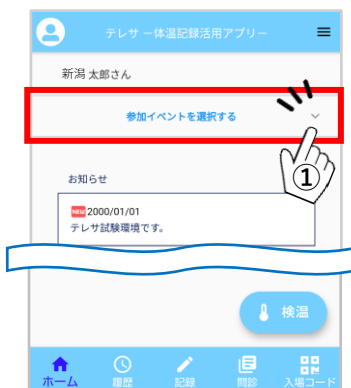 テレサ －体温記録活用アプリ－
新潟 太郎さん
参加イベントを選択する
①
お知らせ
NEW 2000/01/01
テレサ試験環境です。
検温
ホーム 履歴 記録 問診 入場コード